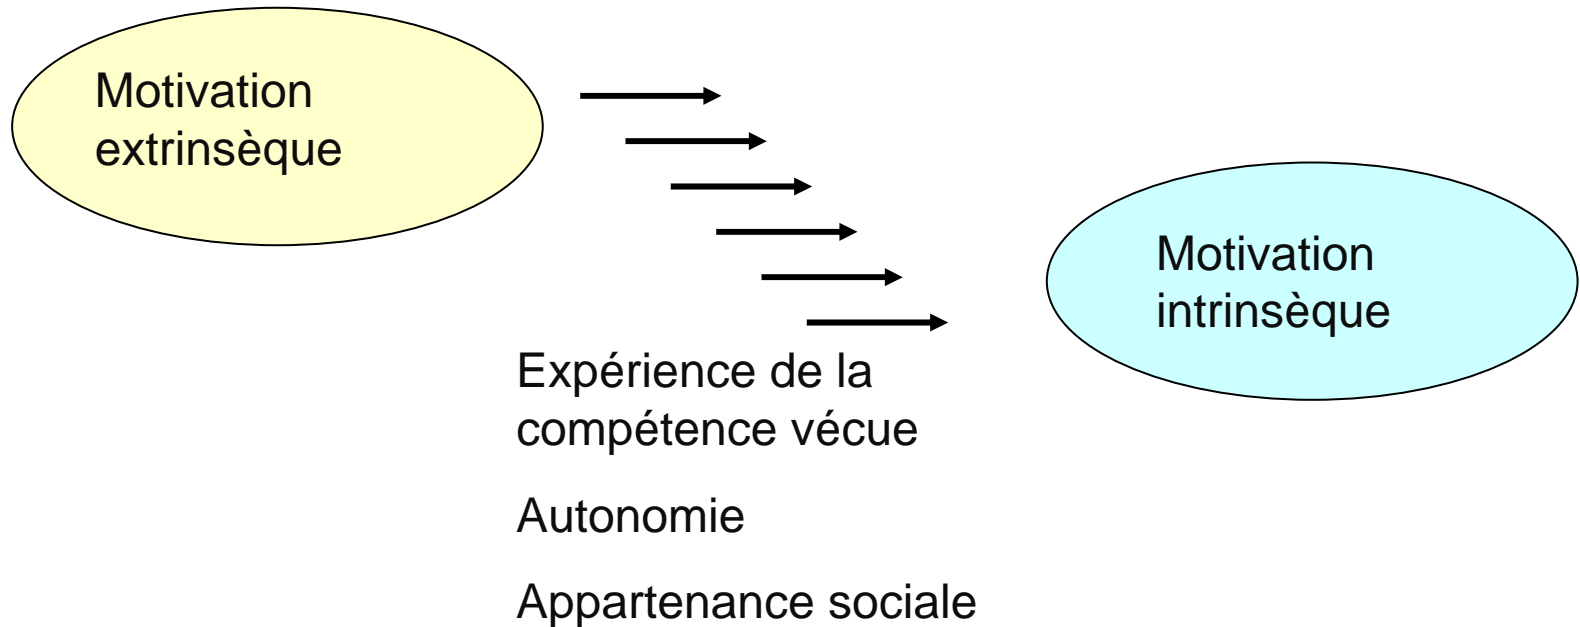 Motivation
extrinsèque
Motivation
intrinsèque
Expérience de la
compétence vécue
Autonomie
Appartenance sociale